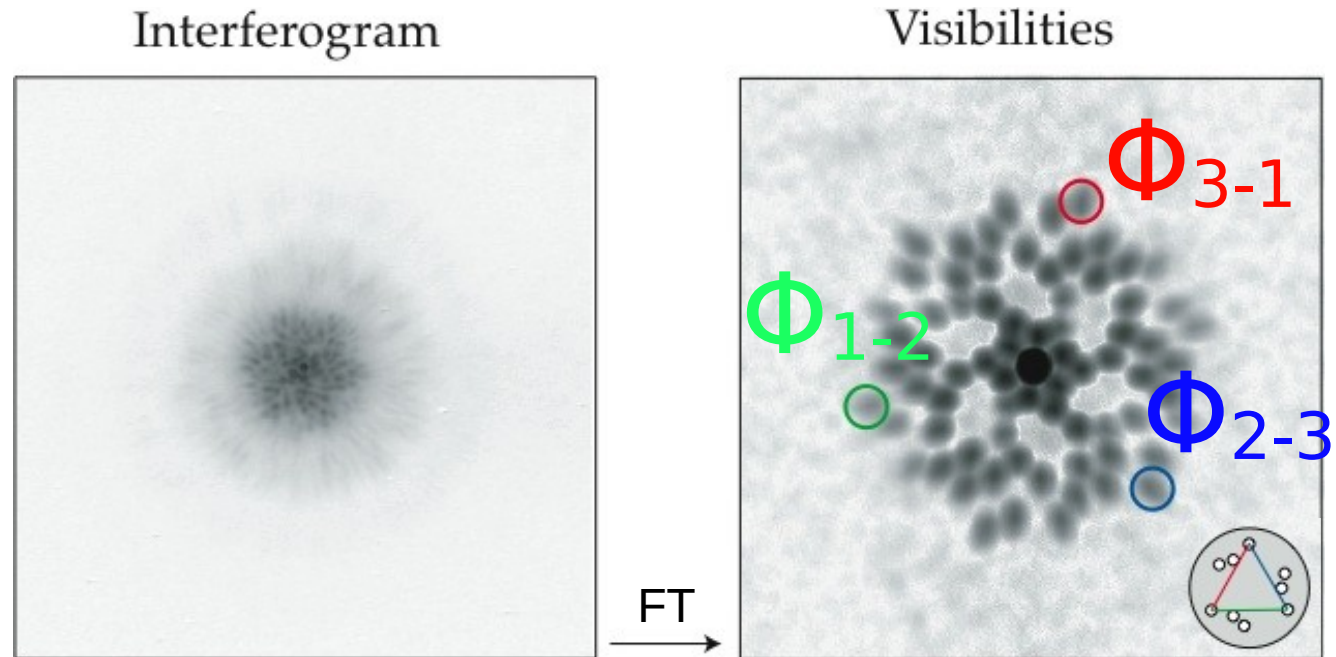 Interferogram
Visibilities
Φ3-1
Φ1-2
Φ2-3
FT